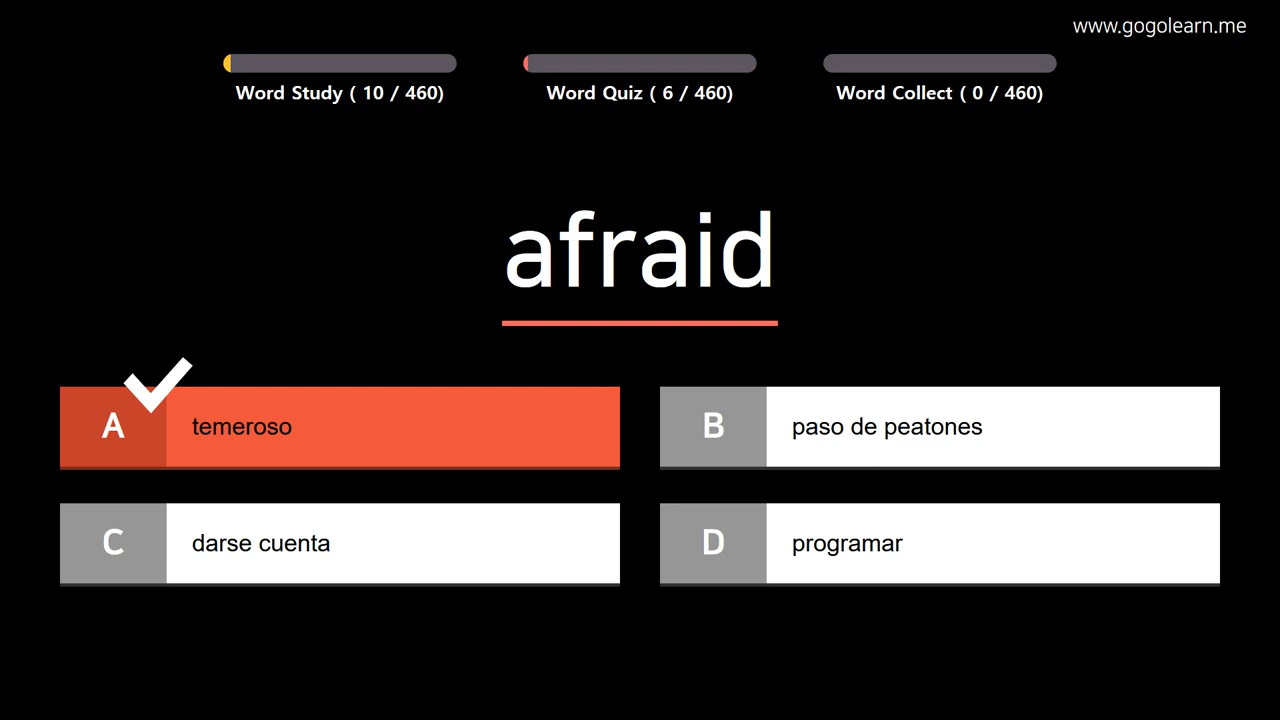 www.gogolearn.me
Word Study ( 10 / 460)
Word Quiz ( 6 / 460)
Word Collect ( 0 / 460)
afraid
A temeroso
B paso de peatones
C darse cuenta
D programar